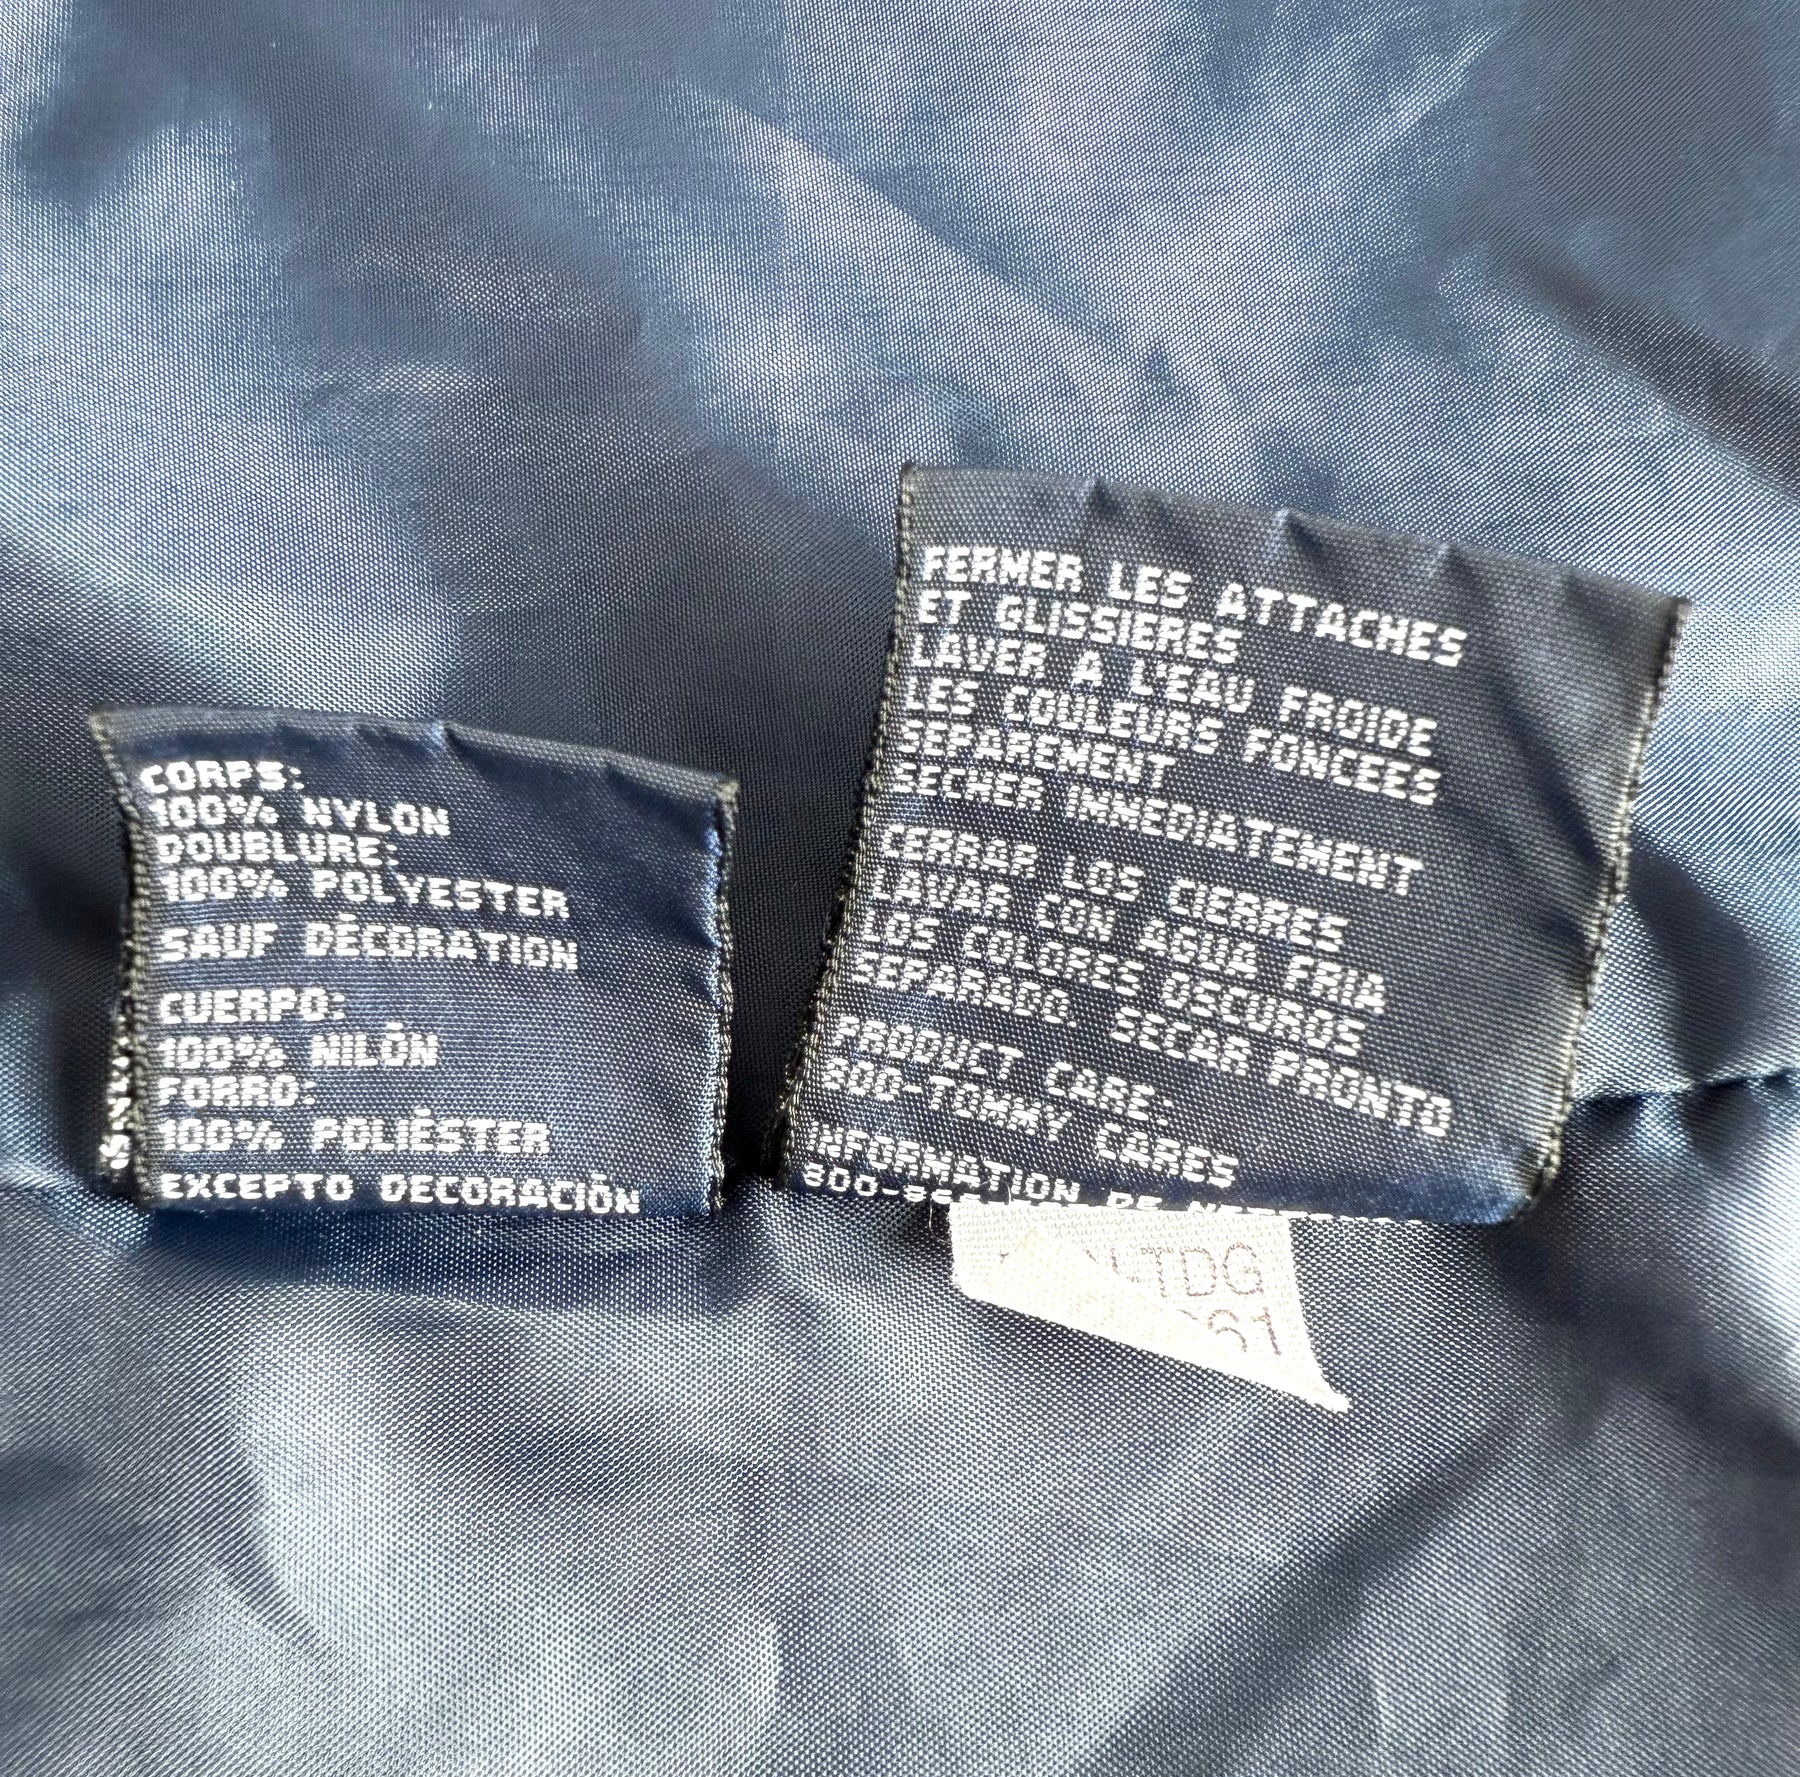 CORPS:
100% NYLON
DOUBLURE:
100% POLYESTER
SAUF DÉCORATION
CUERPO:
100% NILÓN
FORRO:
100% POLIÉSTER
EXCEPTO DECORACIÓN
FERMER LES ATTACHES
ET GLISSIERES
LAVER A L'EAU FROIDE
LES COULEURS FONCEES
SEPAREMENT
SECHER IMMEDIATEMENT
CERRAR LOS CIERRES
LAVAR CON AGUA FRIA
LOS COLORES OSCUROS
SEPARADO. SECAR PRONTO
PRODUCT CARE:
800-TOMMY CARES
INFORMATION DE